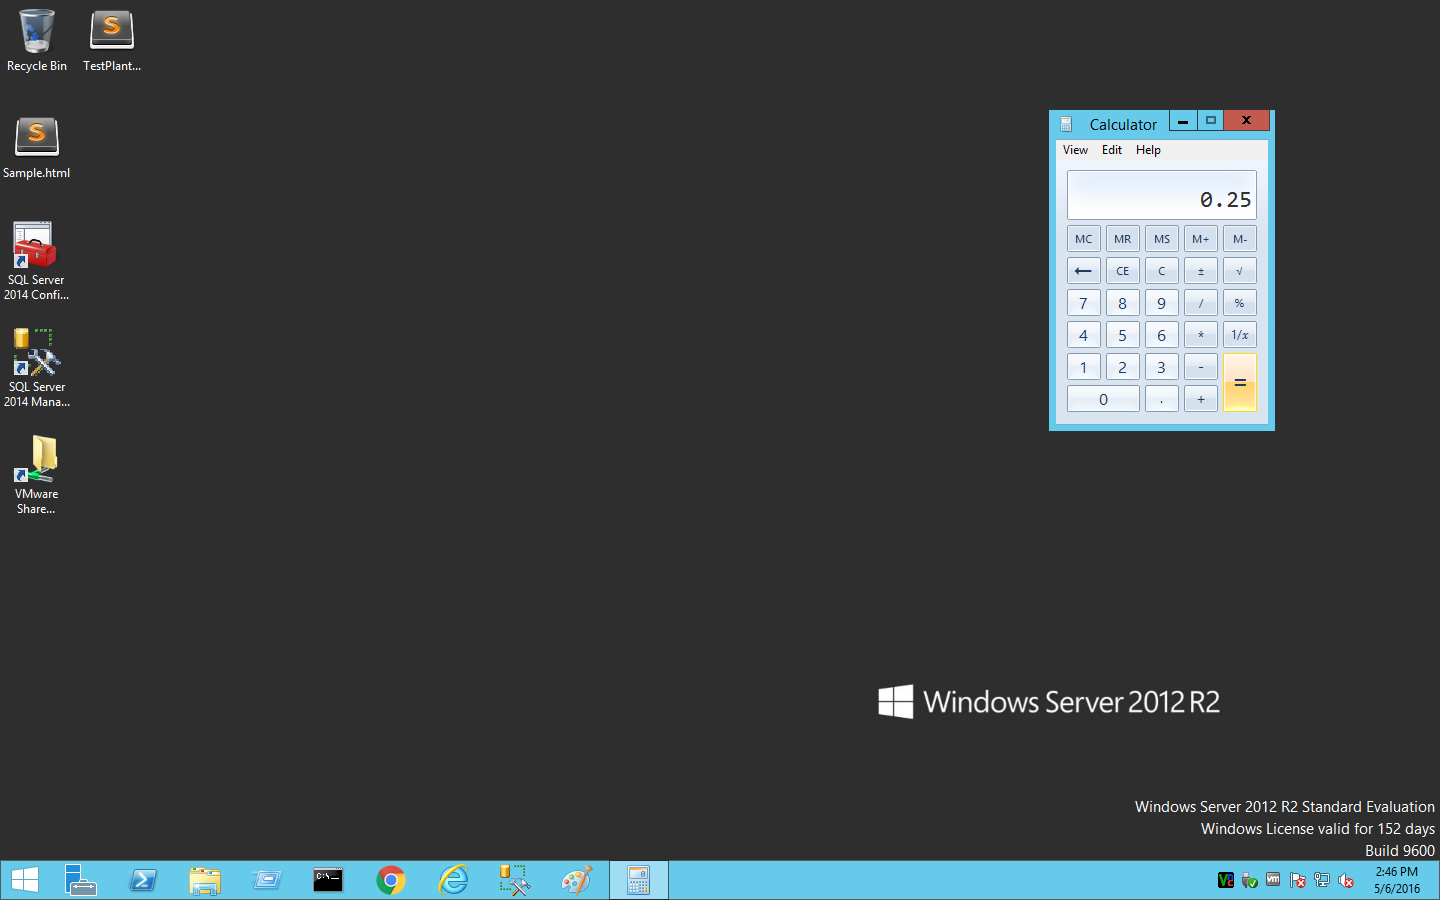 Recycle Bin
TestPlant...
Sample.html
SQL Server
2014 Confi...
SQL Server
2014 Mana...
VMware
Share...
Calculator
View Edit Help
0.25
MC MR MS M+ M-
← CE C ± √
7 8 9 / %
4 5 6 * 1/x
1 2 3 - =
0 . +
Windows Server 2012 R2
Windows Server 2012 R2 Standard Evaluation
Windows License valid for 152 days
Build 9600
2:46 PM
5/6/2016